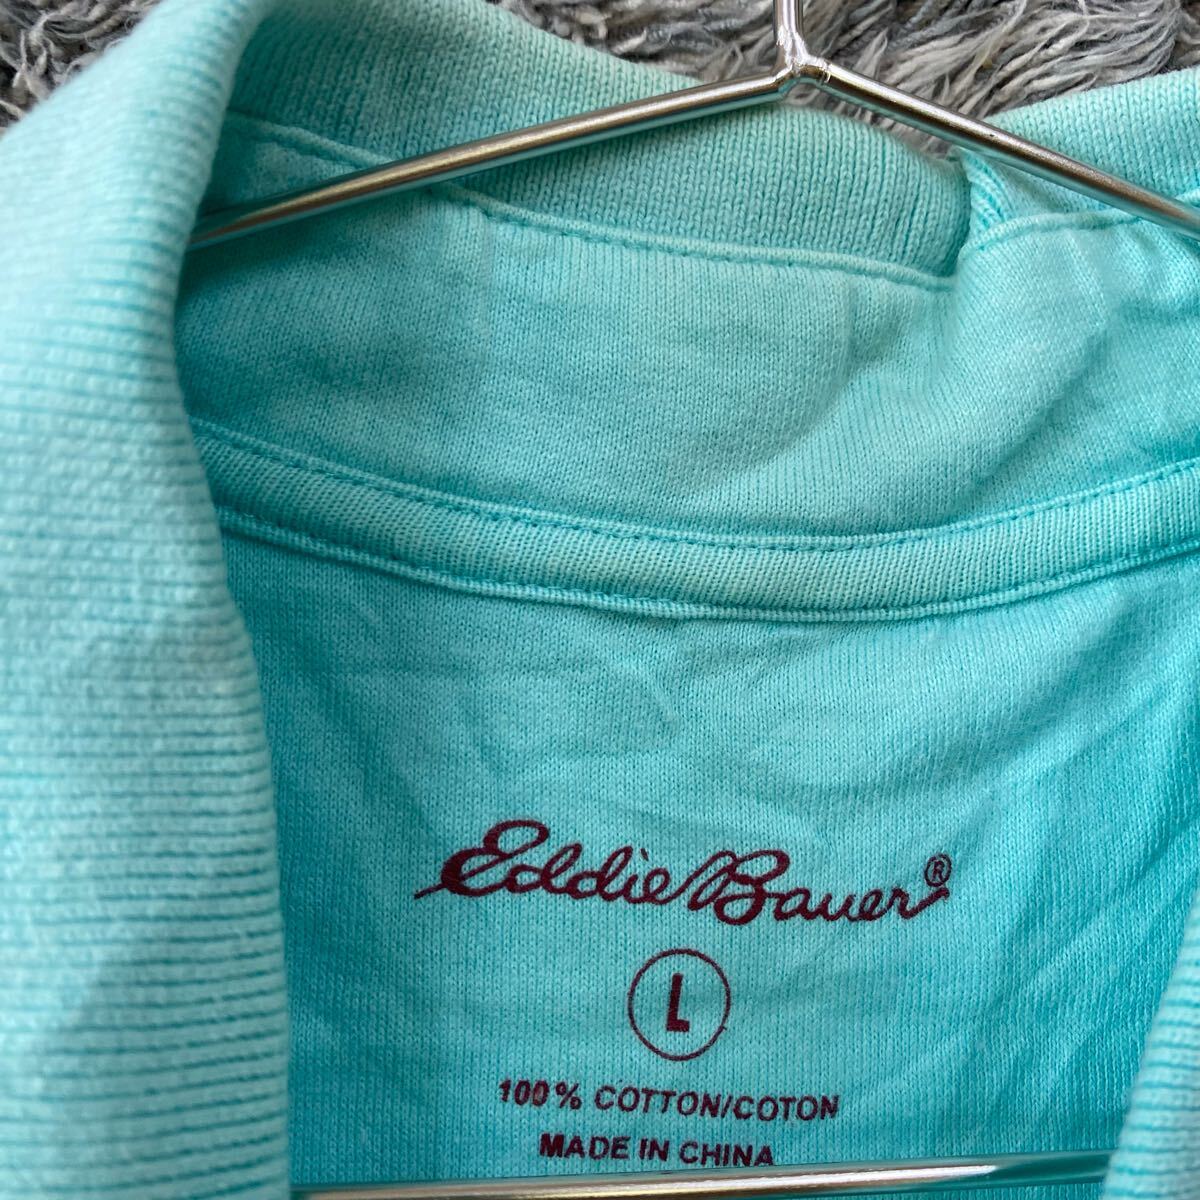 Eddie Bauer®
L
100% COTTON/COTON
MADE IN CHINA